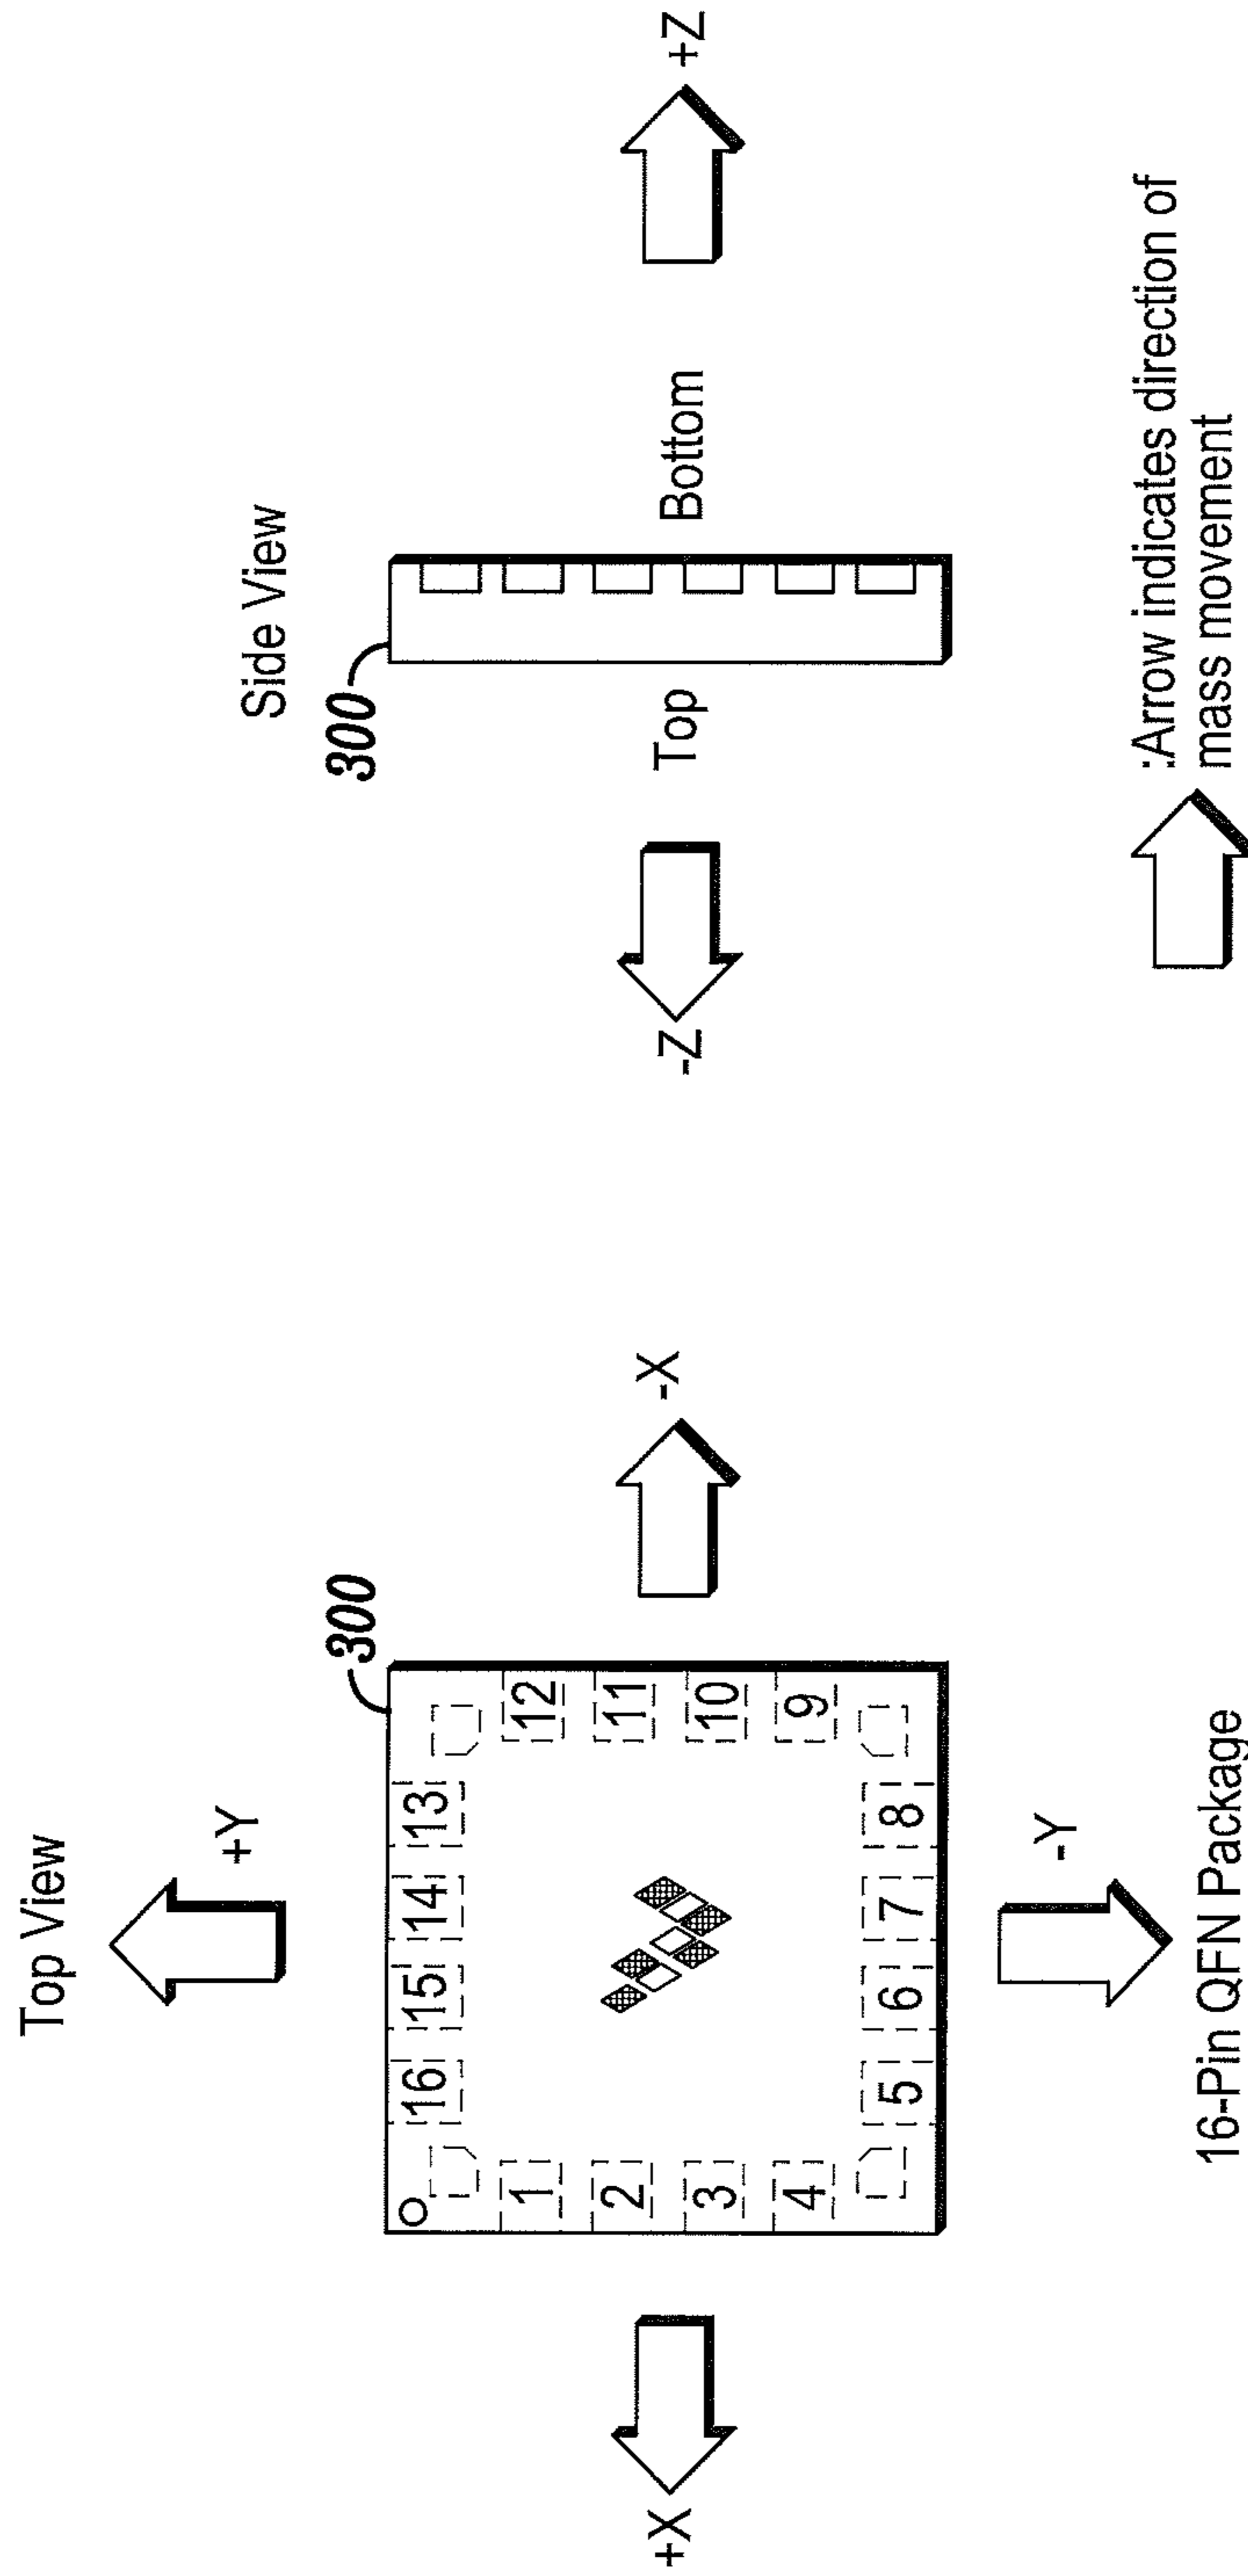 Top View
+Y
300
16 15 14 13
1
2
3
4
12
11
10
9
5 6 7 8
+X
-X
-Y
16-Pin QFN Package
Side View
300
Top
Bottom
-Z
+Z
:Arrow indicates direction of
mass movement